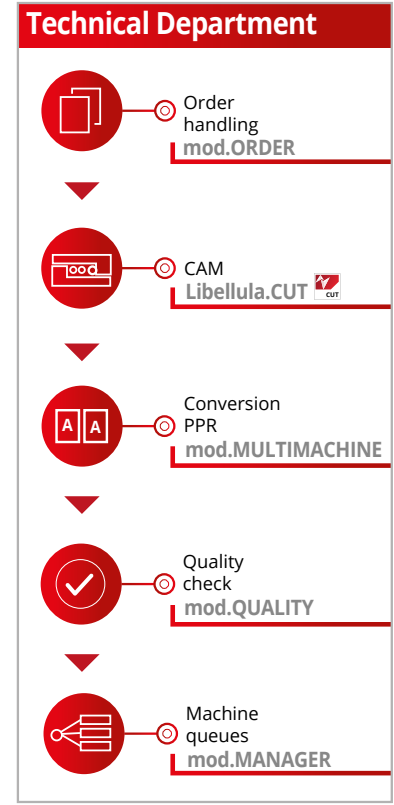 Technical Department
Order
handling
mod.ORDER
CAM
Libellula.CUT
CUT
Conversion
A A
PPR
mod.MULTIMACHINE
Quality
check
mod.QUALITY
Machine
queues
mod.MANAGER